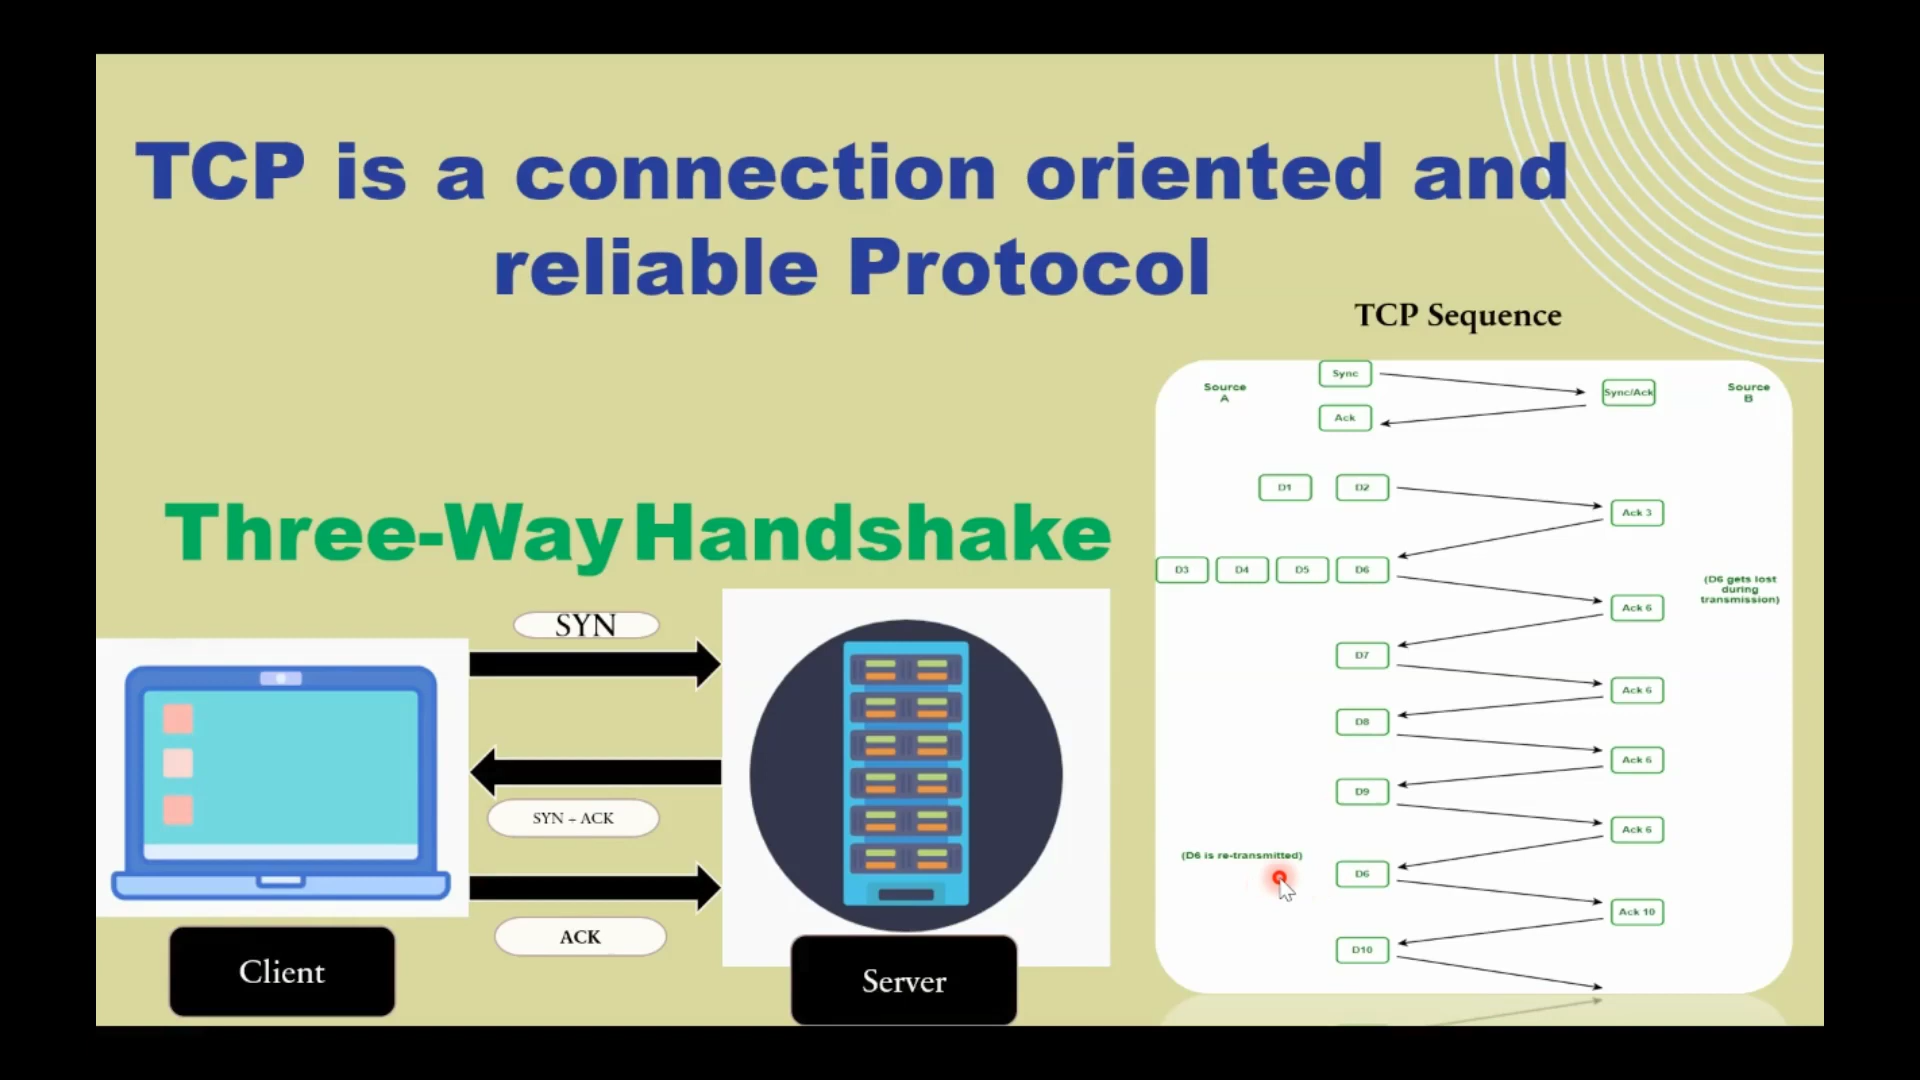 TCP is a connection oriented and
reliable Protocol
Three-Way Handshake
SYN
SYN - ACK
ACK
Client
Server
TCP Sequence
Source
A
Sync
Sync/Ack
Source
B
Ack
D1 D2
Ack 3
D3 D4 D5 D6
(D6 gets lost
during
transmission)
Ack 6
D7
Ack 6
D8
Ack 6
D9
Ack 6
(D6 is re-transmitted)
D6
Ack 10
D10